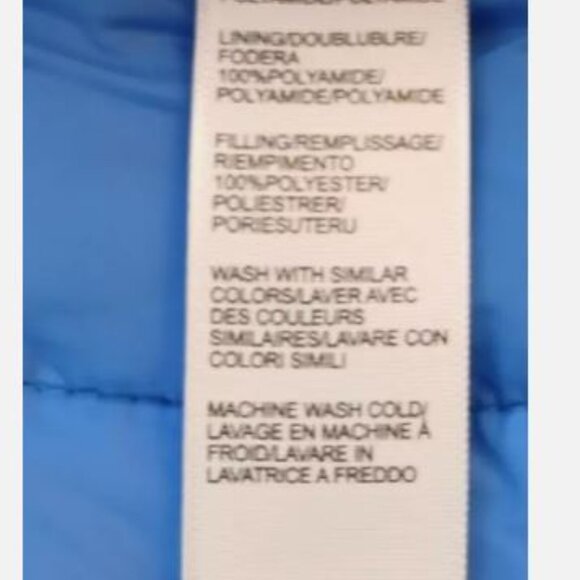 POLYAMIDE/POLYAMIDE
LINING/DOUBLUBLRE/
FODERA
100%POLYAMIDE/
POLYAMIDE/POLYAMIDE
FILLING/REMPLISSAGE/
RIEMPIMENTO
100%POLYESTER/
POLIESTRER/
PORIESUTERU
WASH WITH SIMILAR
COLORS/LAVER AVEC
DES COULEURS
SIMILAIRES/LAVARE CON
COLORI SIMILI
MACHINE WASH COLD/
LAVAGE EN MACHINE À
FROID/LAVARE IN
LAVATRICE A FREDDO